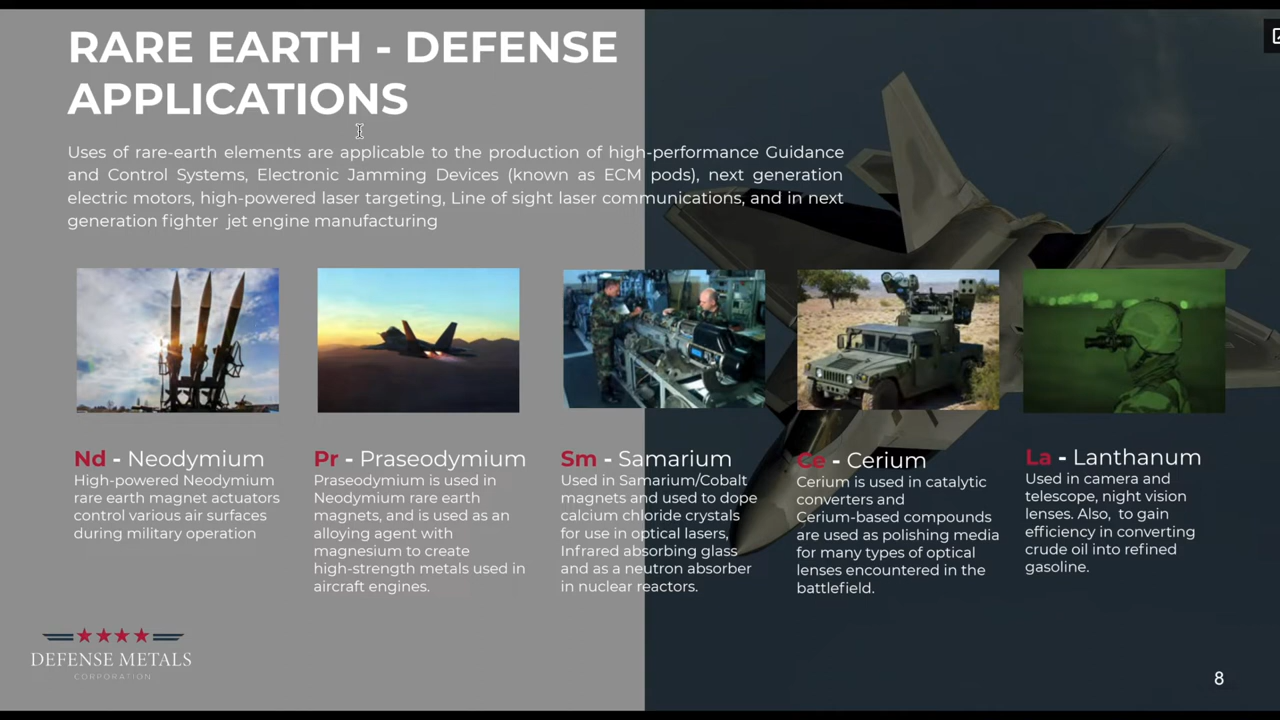 RARE EARTH - DEFENSE
APPLICATIONS
Uses of rare-earth elements are applicable to the production of high-performance Guidance
and Control Systems, Electronic Jamming Devices (known as ECM pods), next generation
electric motors, high-powered laser targeting, Line of sight laser communications, and in next
generation fighter jet engine manufacturing
Nd - Neodymium
High-powered Neodymium
rare earth magnet actuators
control various air surfaces
during military operation
Pr - Praseodymium
Praseodymium is used in
Neodymium rare earth
magnets, and is used as an
alloying agent with
magnesium to create
high-strength metals used in
aircraft engines.
Sm - Samarium
Used in Samarium/Cobalt
magnets and used to dope
calcium chloride crystals
for use in optical lasers,
Infrared absorbing glass
and as a neutron absorber
in nuclear reactors.
Ce - Cerium
Cerium is used in catalytic
converters and
Cerium-based compounds
are used as polishing media
for many types of optical
lenses encountered in the
battlefield.
La - Lanthanum
Used in camera and
telescope, night vision
lenses. Also, to gain
efficiency in converting
crude oil into refined
gasoline.
DEFENSE METALS
CORPORATION
8